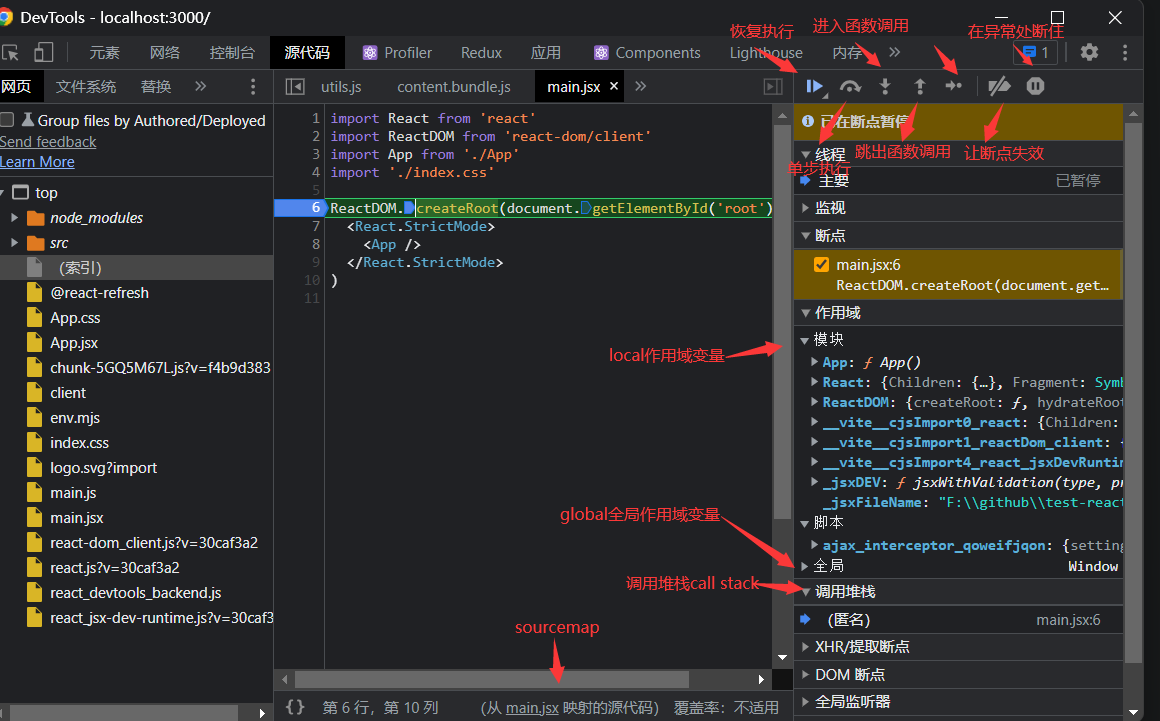 DevTools - localhost:3000/
恢复执行
进入函数调用
在异常处断住
元素
网络
控制台
源代码
Profiler
Redux
应用
Components
Lighthouse
内存
1
网页
文件系统
替换
utils.js
content.bundle.js
main.jsx
Group files by Authored/Deployed
Send feedback
Learn More
top
node_modules
src
(索引)
@react-refresh
App.css
App.jsx
chunk-5GQ5M67L.js?v=f4b9d383
client
env.mjs
index.css
logo.svg?import
main.js
main.jsx
react-dom_client.js?v=30caf3a2
react.js?v=30caf3a2
react_devtools_backend.js
react_jsx-dev-runtime.js?v=30caf3
1 import React from 'react'
2 import ReactDOM from 'react-dom/client'
3 import App from './App'
4 import './index.css'
5
6 ReactDOM.createRoot(document.getElementById('root')
7 <React.StrictMode>
8 <App />
9 </React.StrictMode>
10 )
11
local作用域变量
global全局作用域变量
调用堆栈call stack
sourcemap
{} 第 6 行，第 10 列 (从 main.jsx 映射的源代码) 覆盖率：不适用
已在断点暂停
单步执行
跳出函数调用
让断点失效
线程
主要 已暂停
监视
断点
main.jsx:6
ReactDOM.createRoot(document.get…
作用域
模块
App: ƒ App()
React: {Children: {…}, Fragment: Symb
ReactDOM: {createRoot: ƒ, hydrateRoot
__vite__cjsImport0_react: {Children:
__vite__cjsImport1_reactDom_client: {
__vite__cjsImport4_react_jsxDevRuntim
_jsxDEV: ƒ jsxWithValidation(type, pr
_jsxFileName: "F:\\github\\test-react
脚本
ajax_interceptor_qoweifjqon: {setting
全局 Window
调用堆栈
(匿名) main.jsx:6
XHR/提取断点
DOM 断点
全局监听器